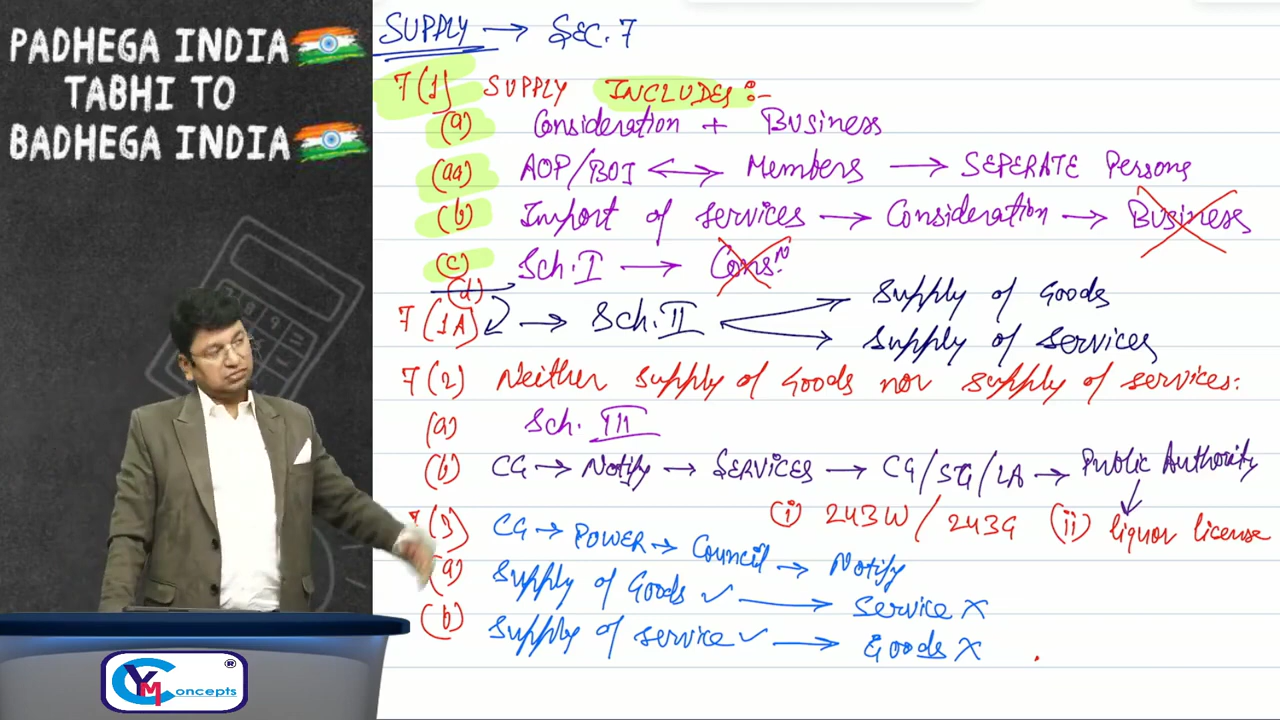 PADHEGA INDIA
TABHI TO
BADHEGA INDIA
SUPPLY → SEC. 7
7(1) SUPPLY INCLUDES :-
(a) Consideration + Business
(aa) AOP/BOI ↔ Members → SEPERATE Persons
(b) Import of services → Consideration → Business
(c) Sch. I → Cons.N
(d)
7(1A) → Sch. II
Supply of Goods
Supply of services
7(2) Neither supply of Goods nor supply of services:
(a) Sch. III
(b) CG → Notify → SERVICES → CG/SG/LA → Public Authority
(i) 243W / 243G (ii) liquor license
7(3) CG → POWER → Council → Notify
(a) Supply of Goods ✓ → Service X
(b) Supply of service ✓ → Goods X
YM Concepts ®